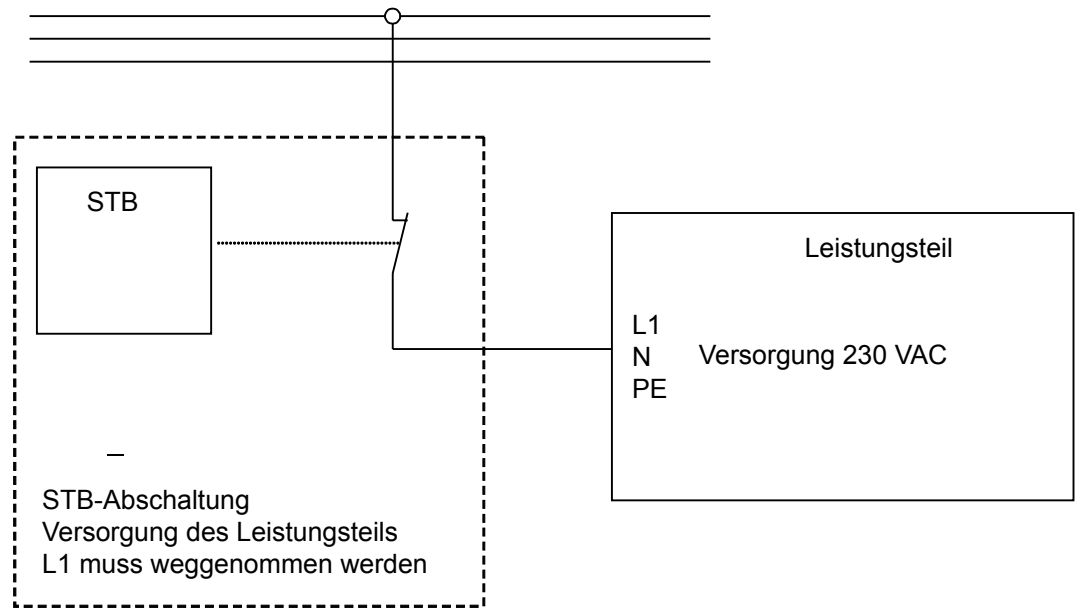 STB
Leistungsteil
L1
N Versorgung 230 VAC
PE
STB-Abschaltung
Versorgung des Leistungsteils
L1 muss weggenommen werden